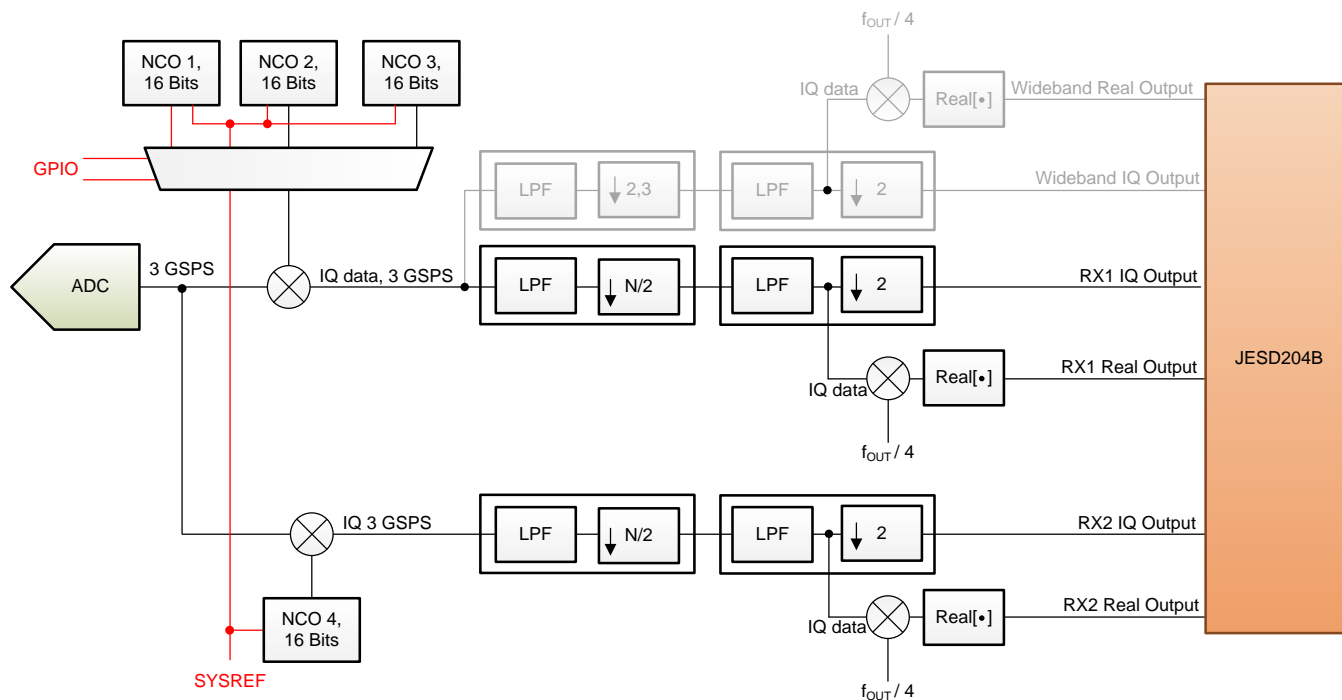 f_OUT / 4
NCO 1,
16 Bits
NCO 2,
16 Bits
NCO 3,
16 Bits
IQ data
Real[•]
Wideband Real Output
GPIO
LPF
2,3
LPF
2
Wideband IQ Output
ADC
3 GSPS
IQ data, 3 GSPS
LPF
N/2
LPF
2
RX1 IQ Output
JESD204B
IQ data
Real[•]
RX1 Real Output
f_OUT / 4
IQ 3 GSPS
LPF
N/2
LPF
2
RX2 IQ Output
NCO 4,
16 Bits
IQ data
Real[•]
RX2 Real Output
SYSREF
f_OUT / 4